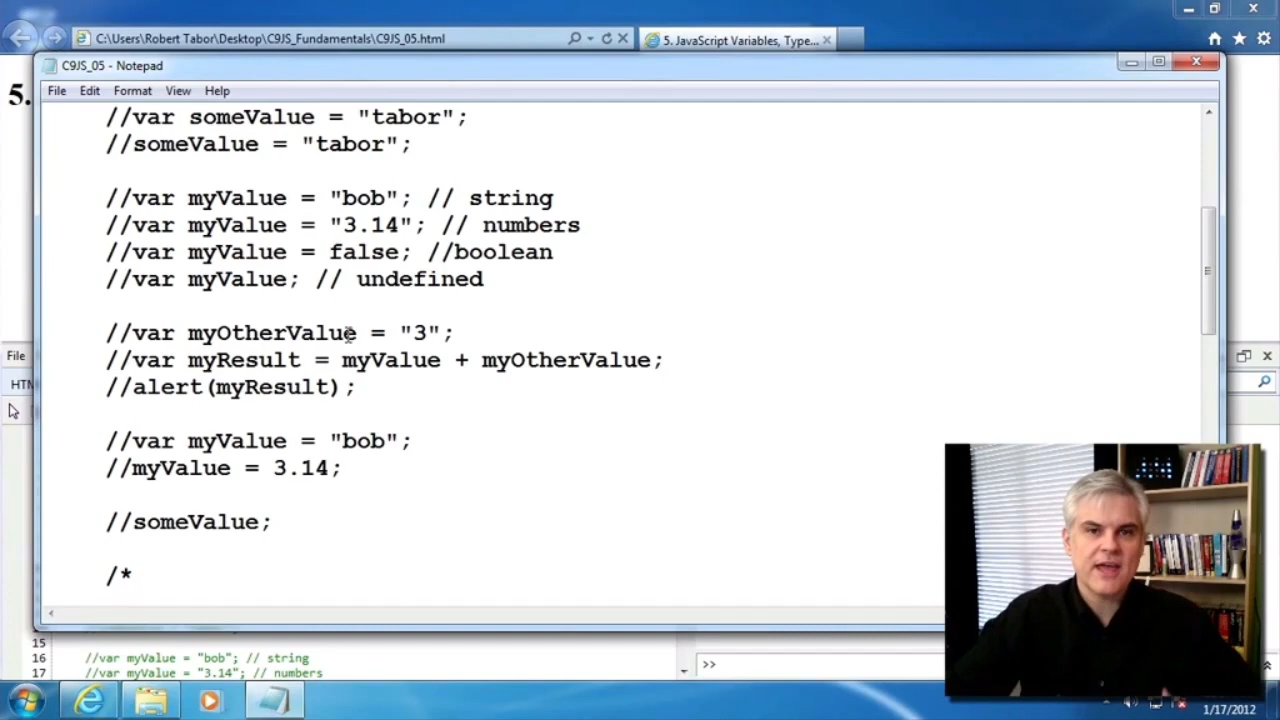 C:\Users\Robert Tabor\Desktop\C9JS_Fundamentals\C9JS_05.html
5. JavaScript Variables, Type...
5.
C9JS_05 - Notepad
File Edit Format View Help
//var someValue = "tabor";
//someValue = "tabor";
//var myValue = "bob"; // string
//var myValue = "3.14"; // numbers
//var myValue = false; //boolean
//var myValue; // undefined
//var myOtherValue = "3";
//var myResult = myValue + myOtherValue;
//alert(myResult);
//var myValue = "bob";
//myValue = 3.14;
//someValue;
/*
File
HTM
15
16 //var myValue = "bob"; // string
17 //var myValue = "3.14"; // numbers
>>
1/17/2012